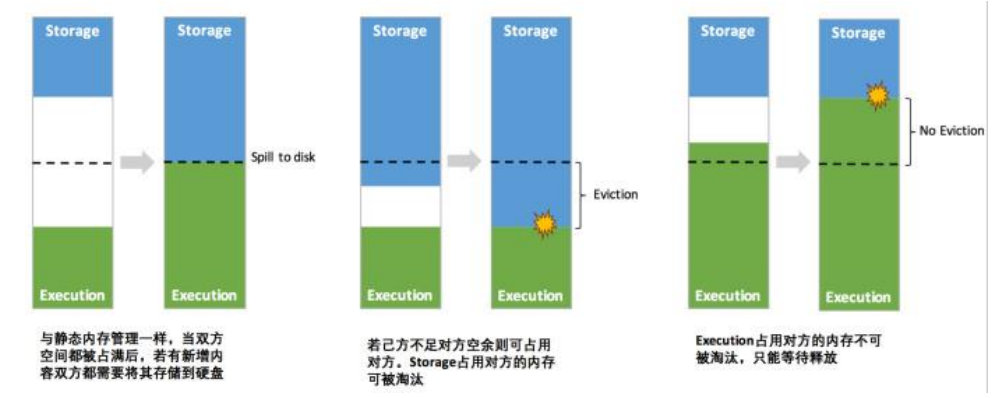 Storage
Storage
Spill to disk
Execution
Execution
与静态内存管理一样，当双方
空间都被占满后，若有新增内
容双方都需要将其存储到硬盘
Storage
Storage
Eviction
Execution
Execution
若己方不足对方空余则可占用
对方。Storage占用对方的内存
可被淘汰
Storage
Storage
No Eviction
Execution
Execution
Execution占用对方的内存不可
被淘汰，只能等待释放